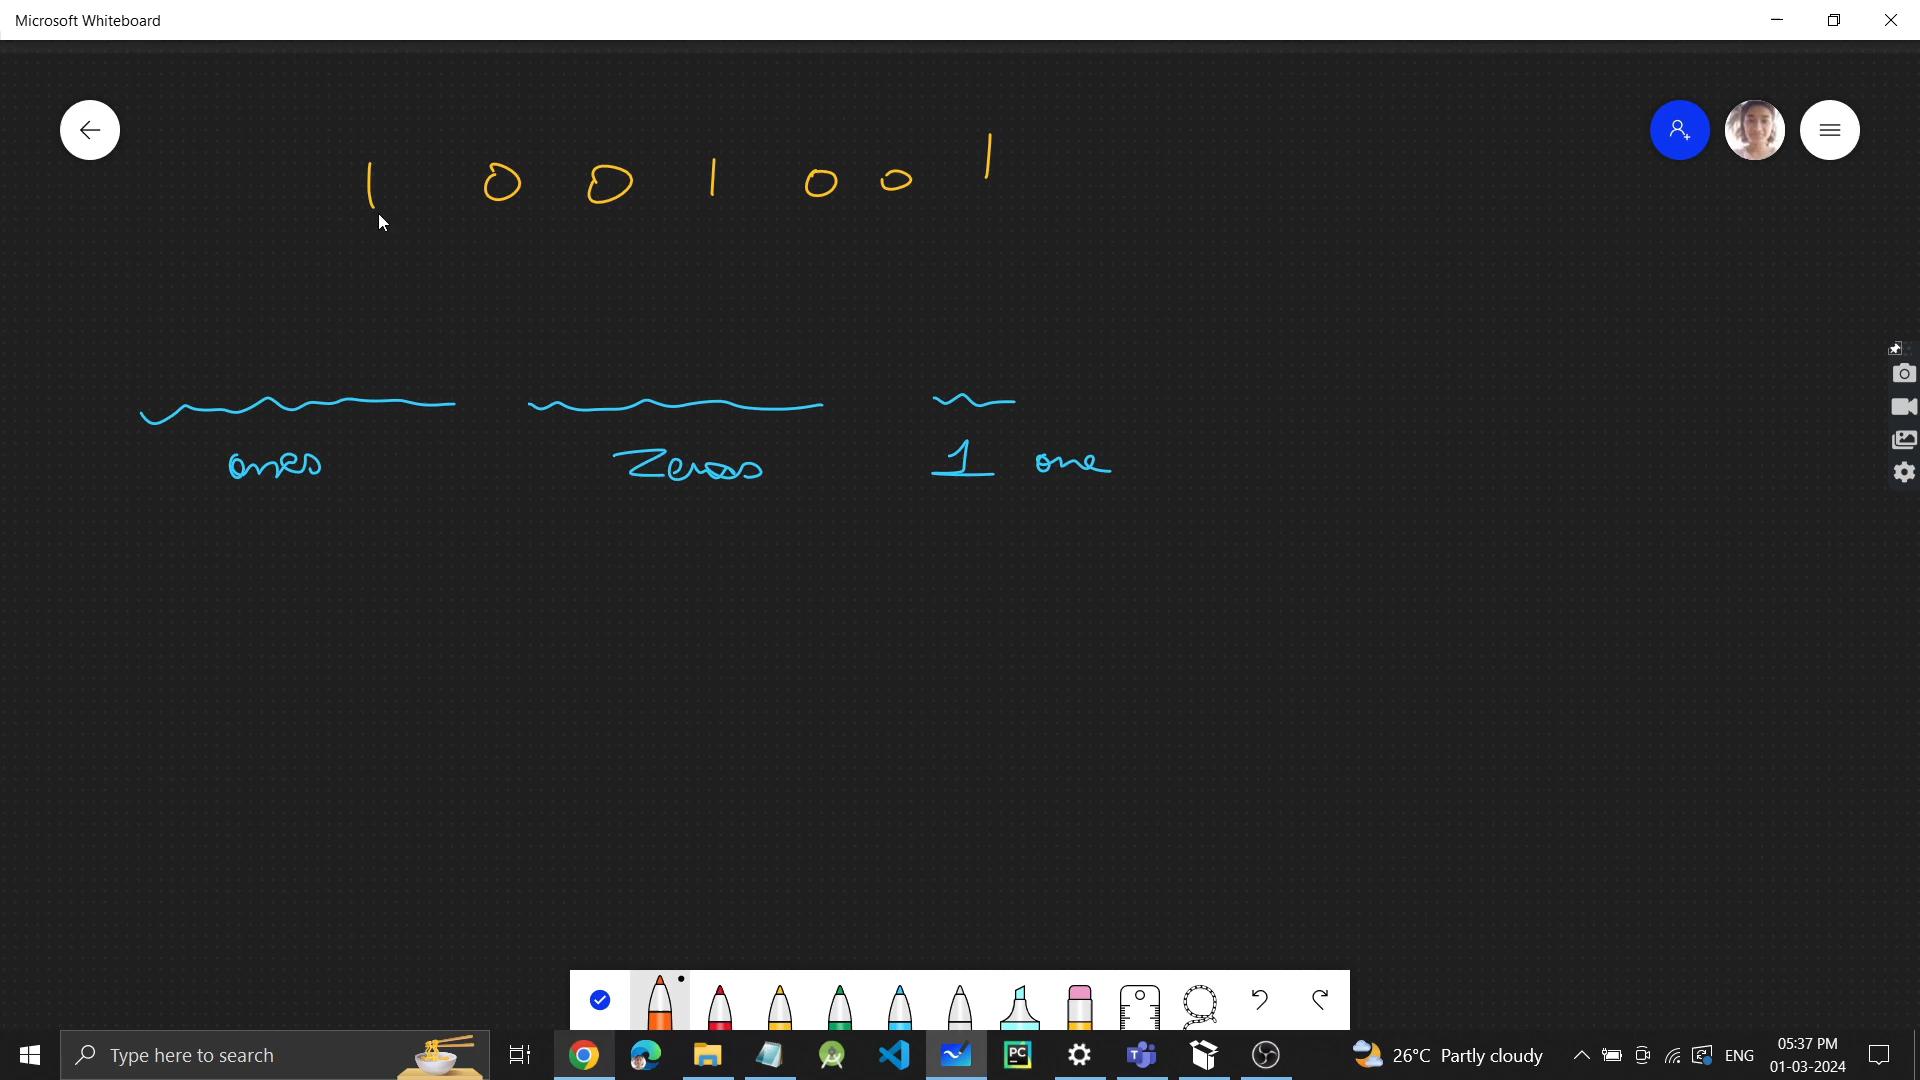 Microsoft Whiteboard
1 0 0 1 0 0 1
ones zeros 1 one
Type here to search
PC
26°C Partly cloudy
ENG
05:37 PM
01-03-2024